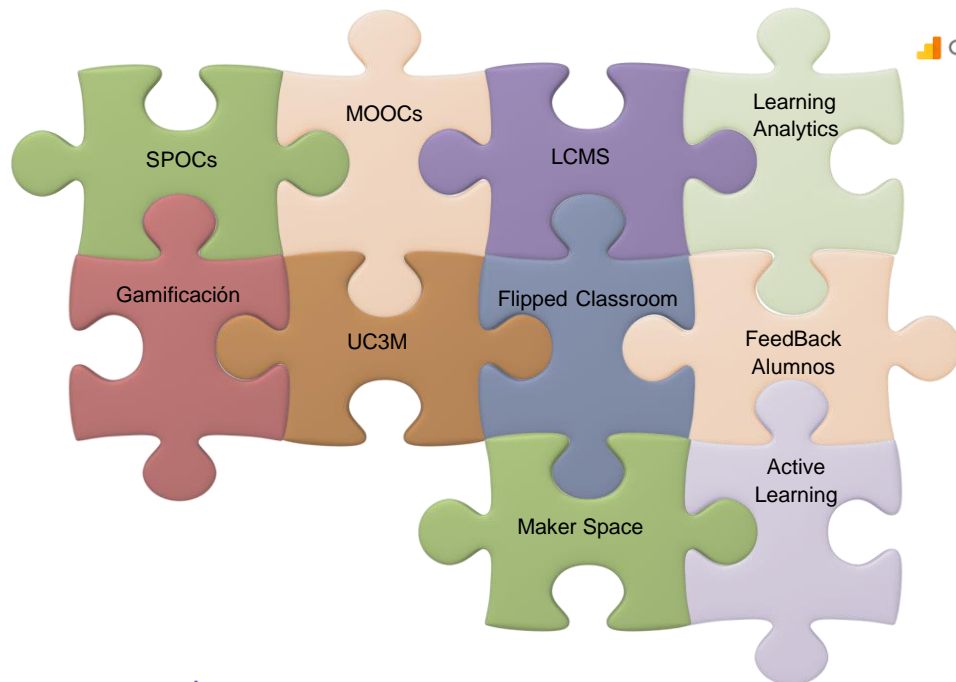 SPOCs
MOOCs
LCMS
Learning
Analytics
Gamificación
UC3M
Flipped Classroom
FeedBack
Alumnos
Maker Space
Active
Learning